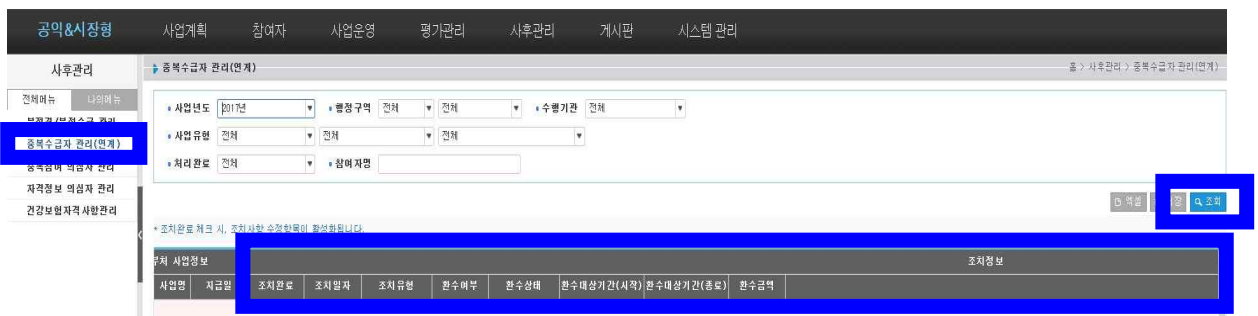 공익&시장형 사업계획 참여자 사업운영 평가관리 사후관리 게시판 시스템 관리
사후관리
중복수급자 관리(연계)
홈 > 사후관리 > 중복수급자 관리(연계)
전체메뉴 나의메뉴
중복수급자 관리(연계)
자격정보 의심자 관리
건강보험자격사항관리
사업년도 2017년 행정구역 전체 전체 수행기관 전체
사업유형 전체 전체 전체
처리완료 전체 참여자명
엑셀 조회
* 조치완료 체크 시, 조치사항 수정항목이 활성화됩니다.
부처 사업정보 조치정보
사업명 지급일 조치완료 조치일자 조치유형 환수여부 환수상태 환수대상기간(시작) 환수대상기간(종료) 환수금액